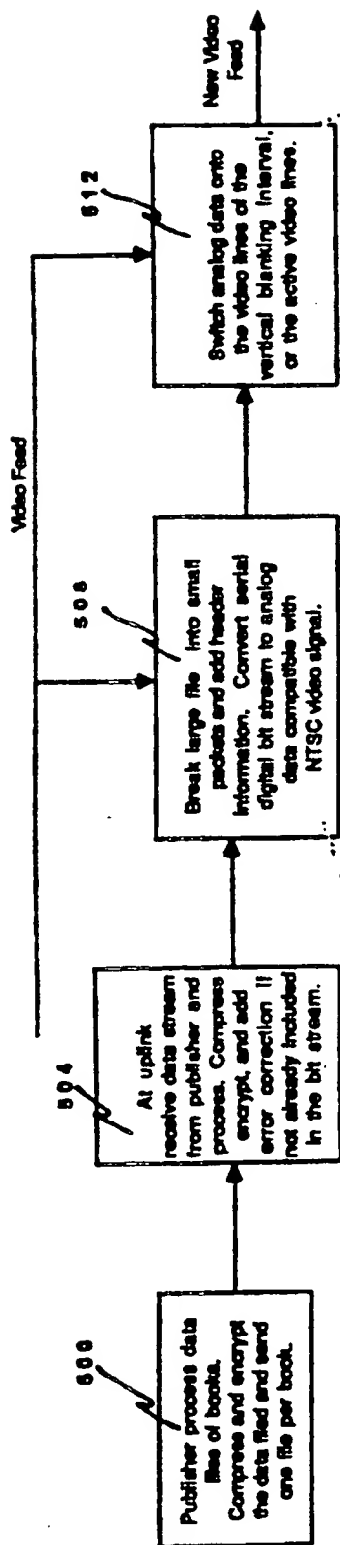 Video Feed
500
Publisher process data
files of books.
Compress and encrypt
the data filed and send
one file per book.
504
At uplink
receive data stream
from publisher and
process. Compress
encrypt, and add
error correction if
not already included
in the bit stream.
508
Break large file into small
packets and add header
information. Convert serial
digital bit stream to analog
data compatible with
NTSC video signal.
512
Switch analog data onto
the video lines of the
vertical blanking interval,
or the active video lines.
New Video
Feed